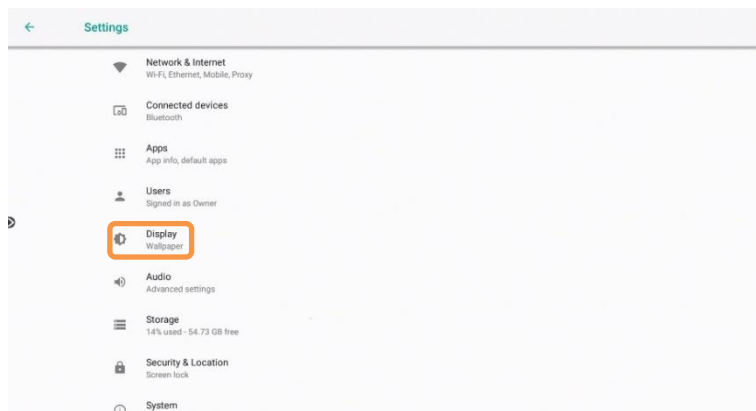 Settings
Network & Internet
Wi-Fi, Ethernet, Mobile, Proxy
Connected devices
Bluetooth
Apps
App info, default apps
Users
Signed in as Owner
Display
Wallpaper
Audio
Advanced settings
Storage
14% used - 54.73 GB free
Security & Location
Screen lock
System